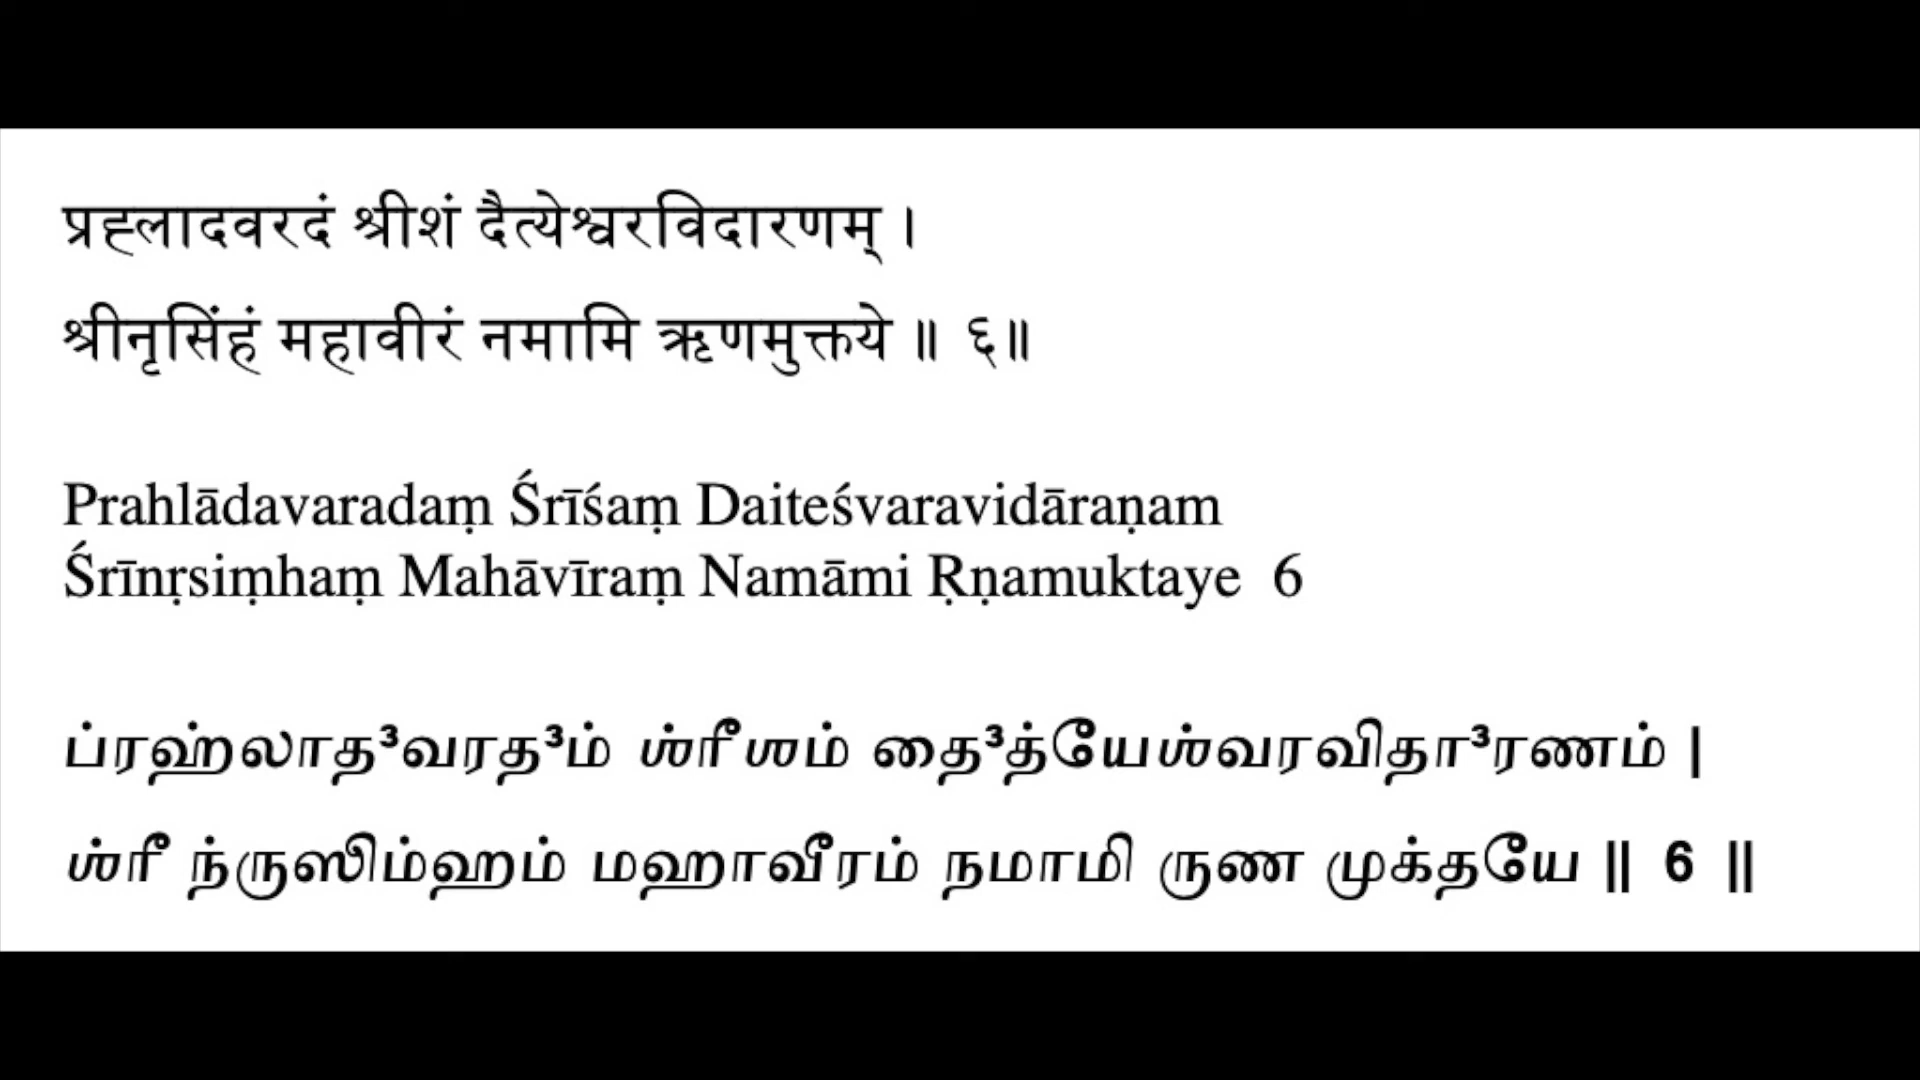 प्रह्लादवरदं श्रीशं दैत्येश्वरविदारणम् ।
श्रीनृसिंहं महावीरं नमामि ऋणमुक्तये ॥ ६॥
Prahlādavaradaṃ Śrīśaṃ Daiteśvaravidāraṇam
Śrīnṛsiṃhaṃ Mahāvīraṃ Namāmi Ṛṇamuktaye 6
ப்ரஹ்லாத³வரத³ம் ஶ்ரீஶம் தை³த்யேஶ்வரவிதா³ரணம் |
ஶ்ரீ ந்ருஸிம்ஹம் மஹாவீரம் நமாமி ருண முக்தயே || 6 ||